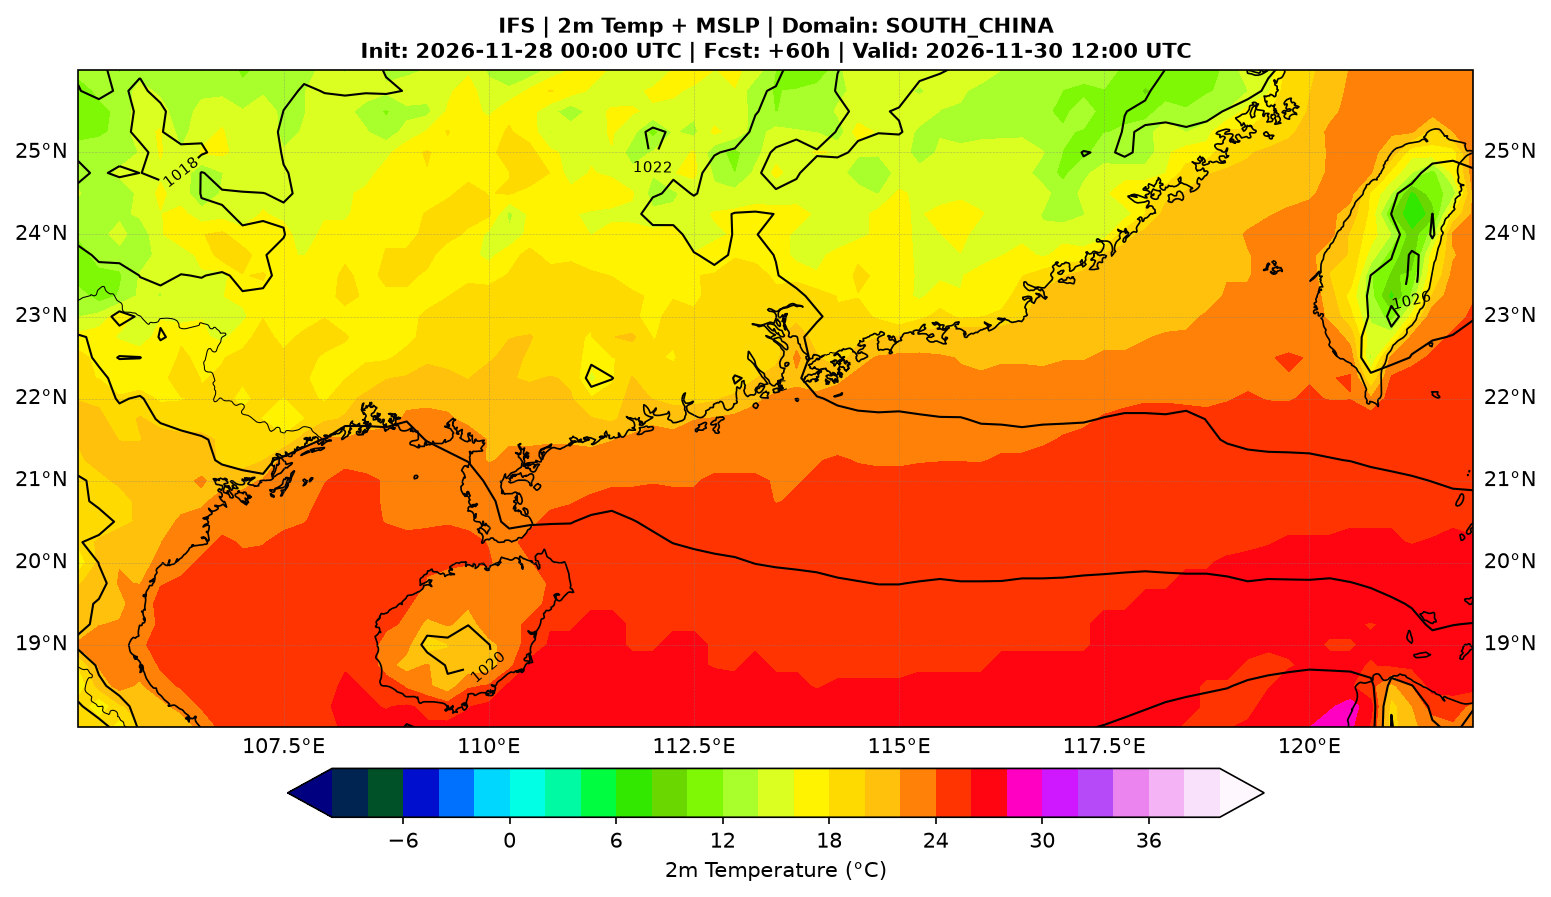 IFS | 2m Temp + MSLP | Domain: SOUTH_CHINA
Init: 2026-11-28 00:00 UTC | Fcst: +60h | Valid: 2026-11-30 12:00 UTC
25°N
24°N
23°N
22°N
21°N
20°N
19°N
1018
1022
1026
1020
25°N
24°N
23°N
22°N
21°N
20°N
19°N
107.5°E 110°E 112.5°E 115°E 117.5°E 120°E
−6 0 6 12 18 24 30 36
2m Temperature (°C)